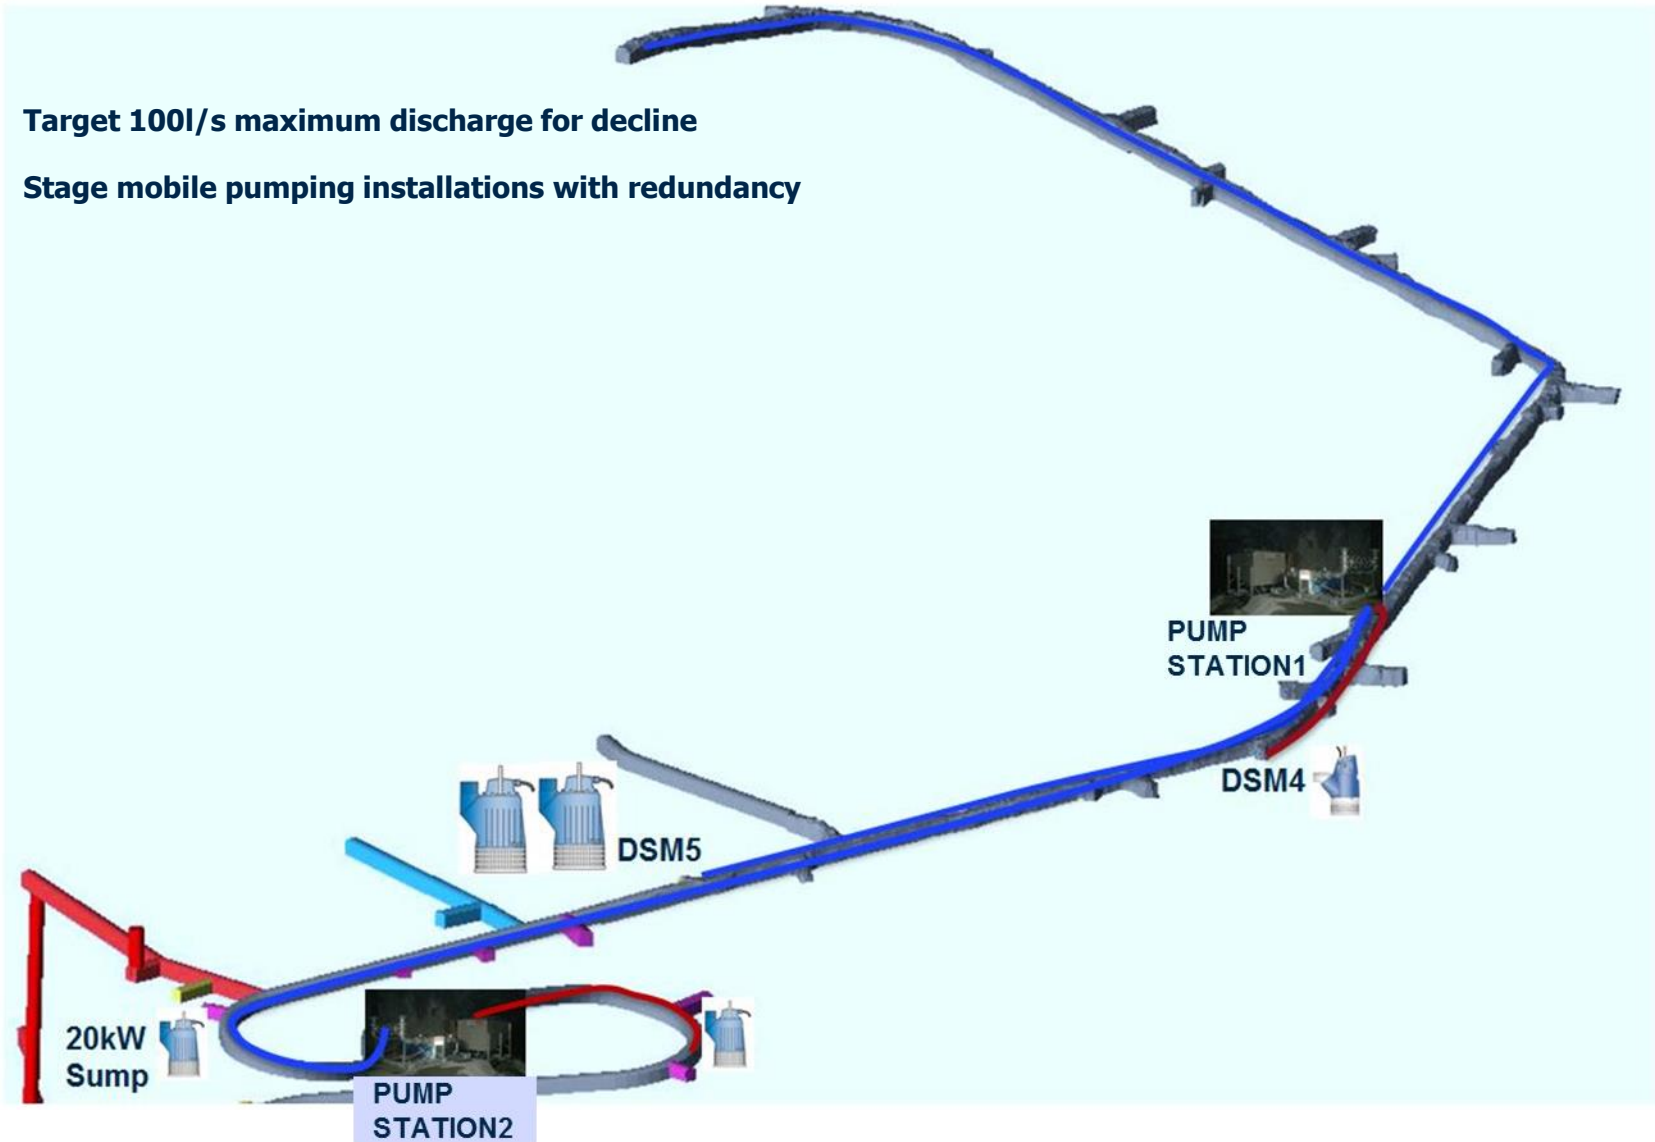 Target 100l/s maximum discharge for decline
Stage mobile pumping installations with redundancy
PUMP
STATION1
DSM4
DSM5
20kW
Sump
PUMP
STATION2